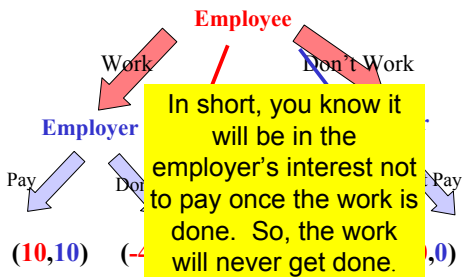 Employee
Work Don't Work
In short, you know it
will be in the
Employer
employer's interest not
Pay
to pay once the work is
Pay
done. So, the work
(10,10)
will never get done.
,0)